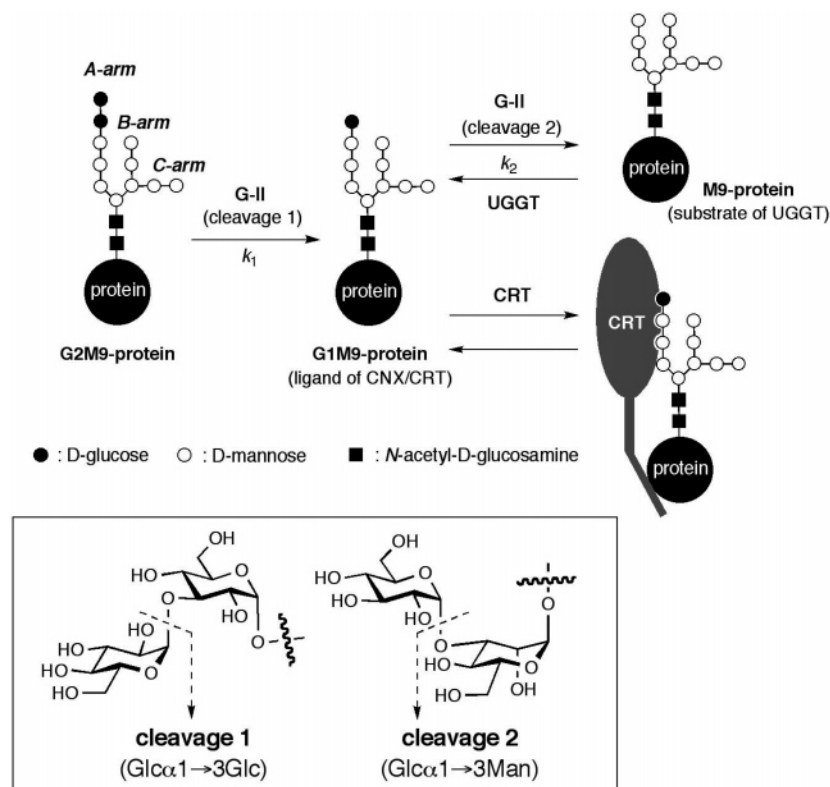 A-arm
B-arm
C-arm
protein
G2M9-protein
G-II
(cleavage 1)
k1
protein
G1M9-protein
(ligand of CNX/CRT)
G-II
(cleavage 2)
k2
UGGT
protein
M9-protein
(substrate of UGGT)
CRT
CRT
protein
: D-glucose : D-mannose : N-acetyl-D-glucosamine
OH
HO
O
HO
O
HO
HO
O
HO
HO
O
HO
cleavage 1
(Glcα1→3Glc)
OH
HO
O
HO
HO
O
O
HO
O
HO
OH
cleavage 2
(Glcα1→3Man)